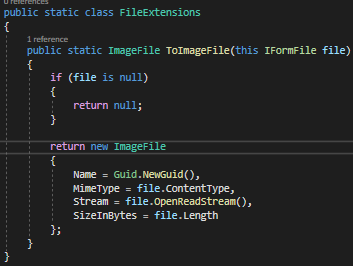 0 references
public static class FileExtensions
{
1 reference
public static ImageFile ToImageFile(this IFormFile file)
{
if (file is null)
{
return null;
}
return new ImageFile
{
Name = Guid.NewGuid(),
MimeType = file.ContentType,
Stream = file.OpenReadStream(),
SizeInBytes = file.Length
};
}
}